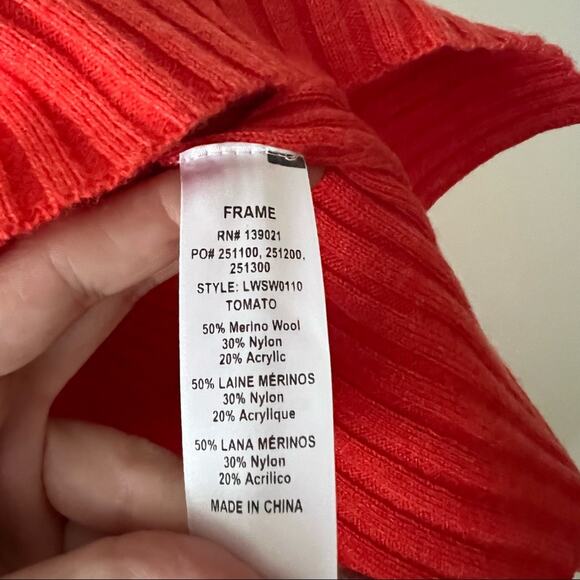 FRAME
RN# 139021
PO# 251100, 251200,
251300
STYLE: LWSW0110
TOMATO
50% Merino Wool
30% Nylon
20% Acrylic
50% LAINE MÉRINOS
30% Nylon
20% Acrylique
50% LANA MÉRINOS
30% Nylon
20% Acrilico
MADE IN CHINA